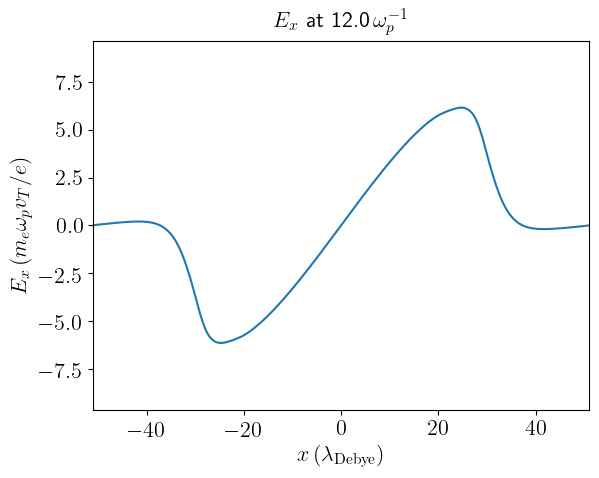 $E_x$ at $12.0\,\omega_p^{-1}$
$E_x\,(m_e\omega_p v_T/e)$
7.5
5.0
2.5
0.0
−2.5
−5.0
−7.5
−40 −20 0 20 40
$x\,(\lambda_{\mathrm{Debye}})$